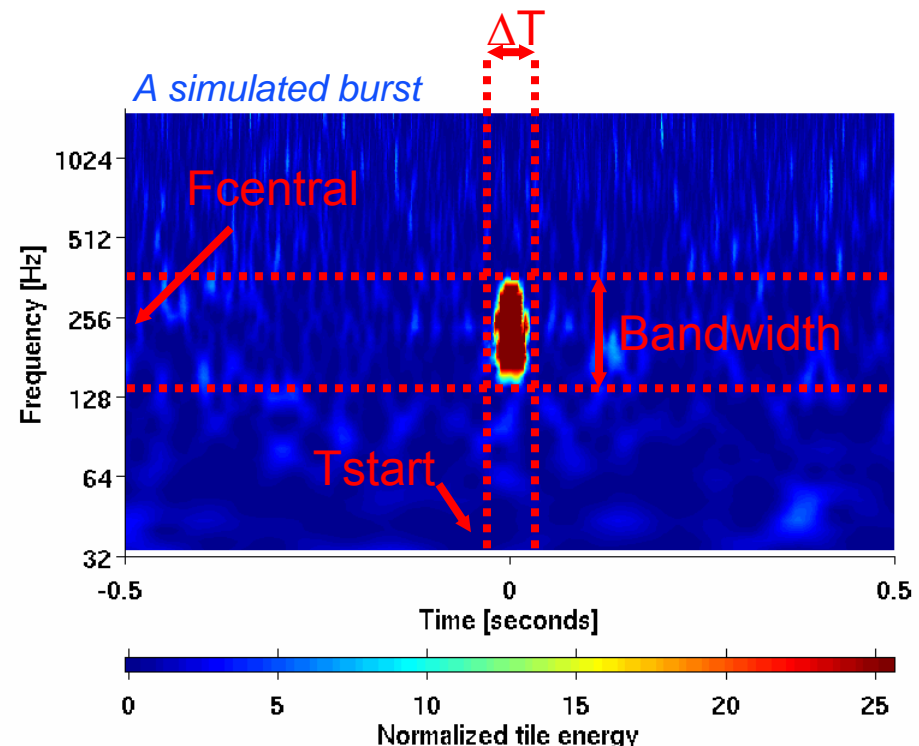 ΔT
A simulated burst
1024
Fcentral
512
256
Bandwidth
128
Tstart
64
32
Frequency [Hz]
-0.5 0 0.5
Time [seconds]
0 5 10 15 20 25
Normalized tile energy